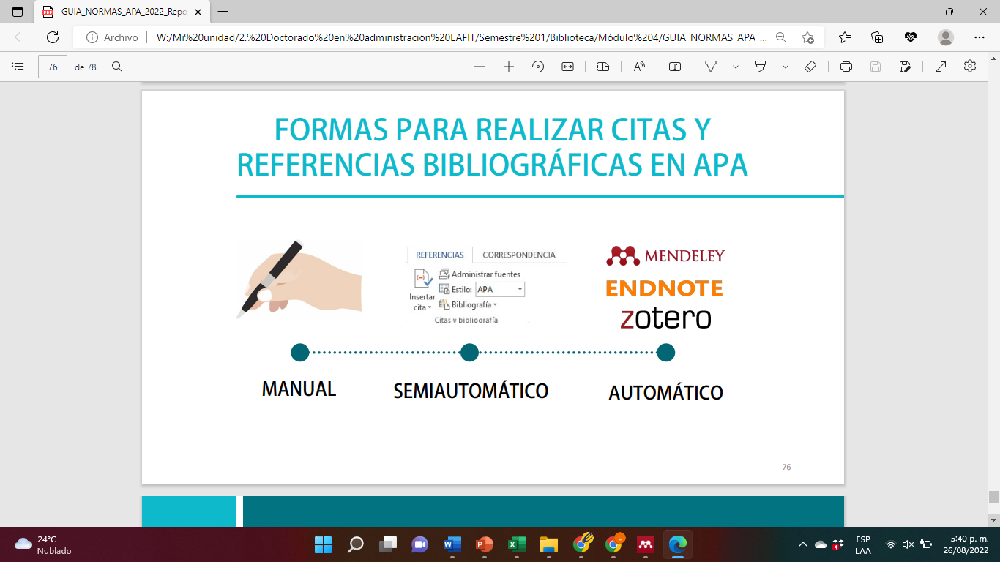 GUIA_NORMAS_APA_2022_Repo
Archivo
W:/Mi%20unidad/2.%20Doctorado%20en%20administración%20EAFIT/Semestre%201/Biblioteca/Módulo%204/GUIA_NORMAS_APA_...
76
de 78
FORMAS PARA REALIZAR CITAS Y
REFERENCIAS BIBLIOGRÁFICAS EN APA
REFERENCIAS CORRESPONDENCIA
Insertar
cita
Administrar fuentes
Estilo: APA
Bibliografía
Citas y bibliografía
MENDELEY
ENDNOTE
zotero
MANUAL
SEMIAUTOMÁTICO
AUTOMÁTICO
76
24°C
Nublado
4
ESP
LAA
5:40 p. m.
26/08/2022